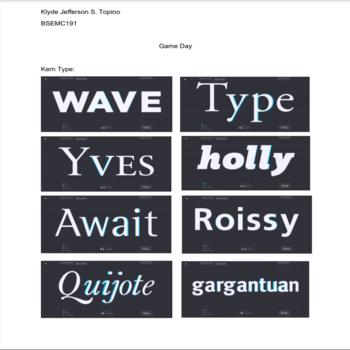 Klyde Jefferson S. Topino
BSEMC191
Game Day
Kern Type:
WAVE
Type
Yves
holly
Await
Roissy
Quijote
gargantuan